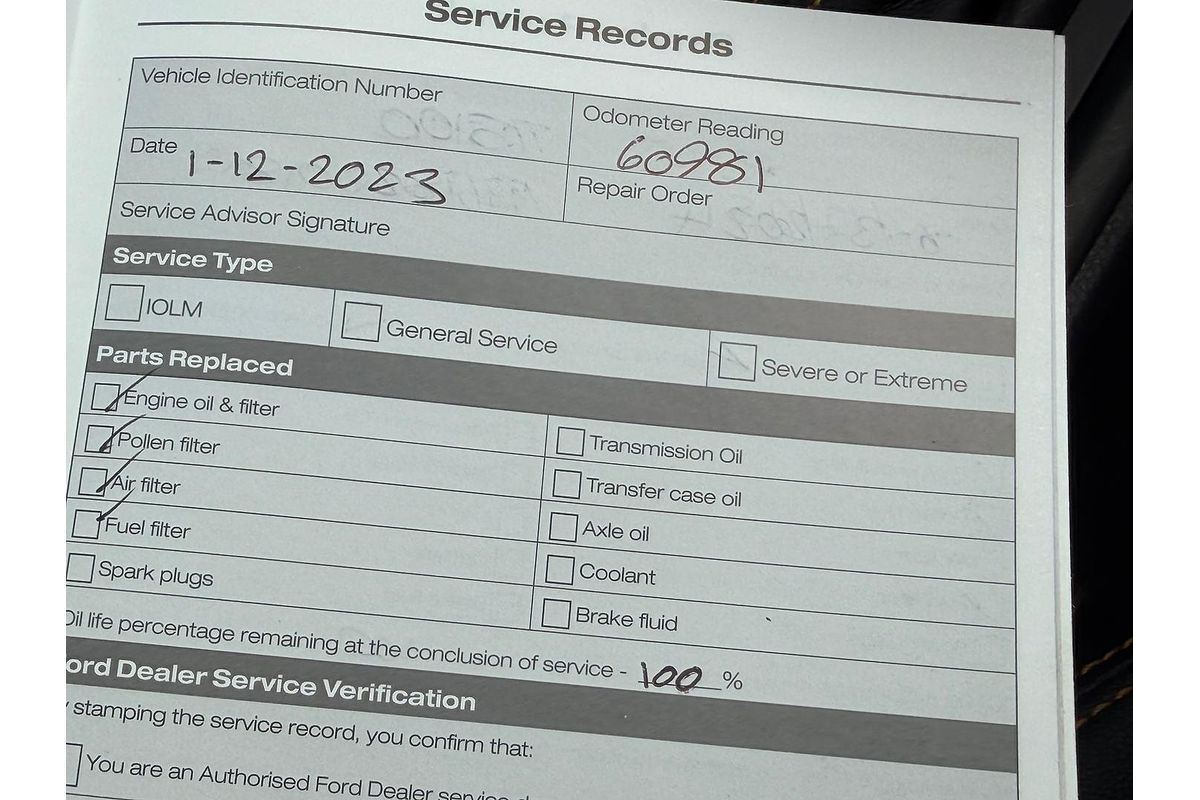 Service Records
Vehicle Identification Number
Odometer Reading
60981
Date 1-12-2023
Repair Order
Service Advisor Signature
Service Type
IOLM
General Service
Severe or Extreme
Parts Replaced
Engine oil & filter
Transmission Oil
Pollen filter
Transfer case oil
Air filter
Axle oil
Fuel filter
Coolant
Spark plugs
Brake fluid
Oil life percentage remaining at the conclusion of service - 100 %
ord Dealer Service Verification
stamping the service record, you confirm that:
You are an Authorised Ford Dealer service